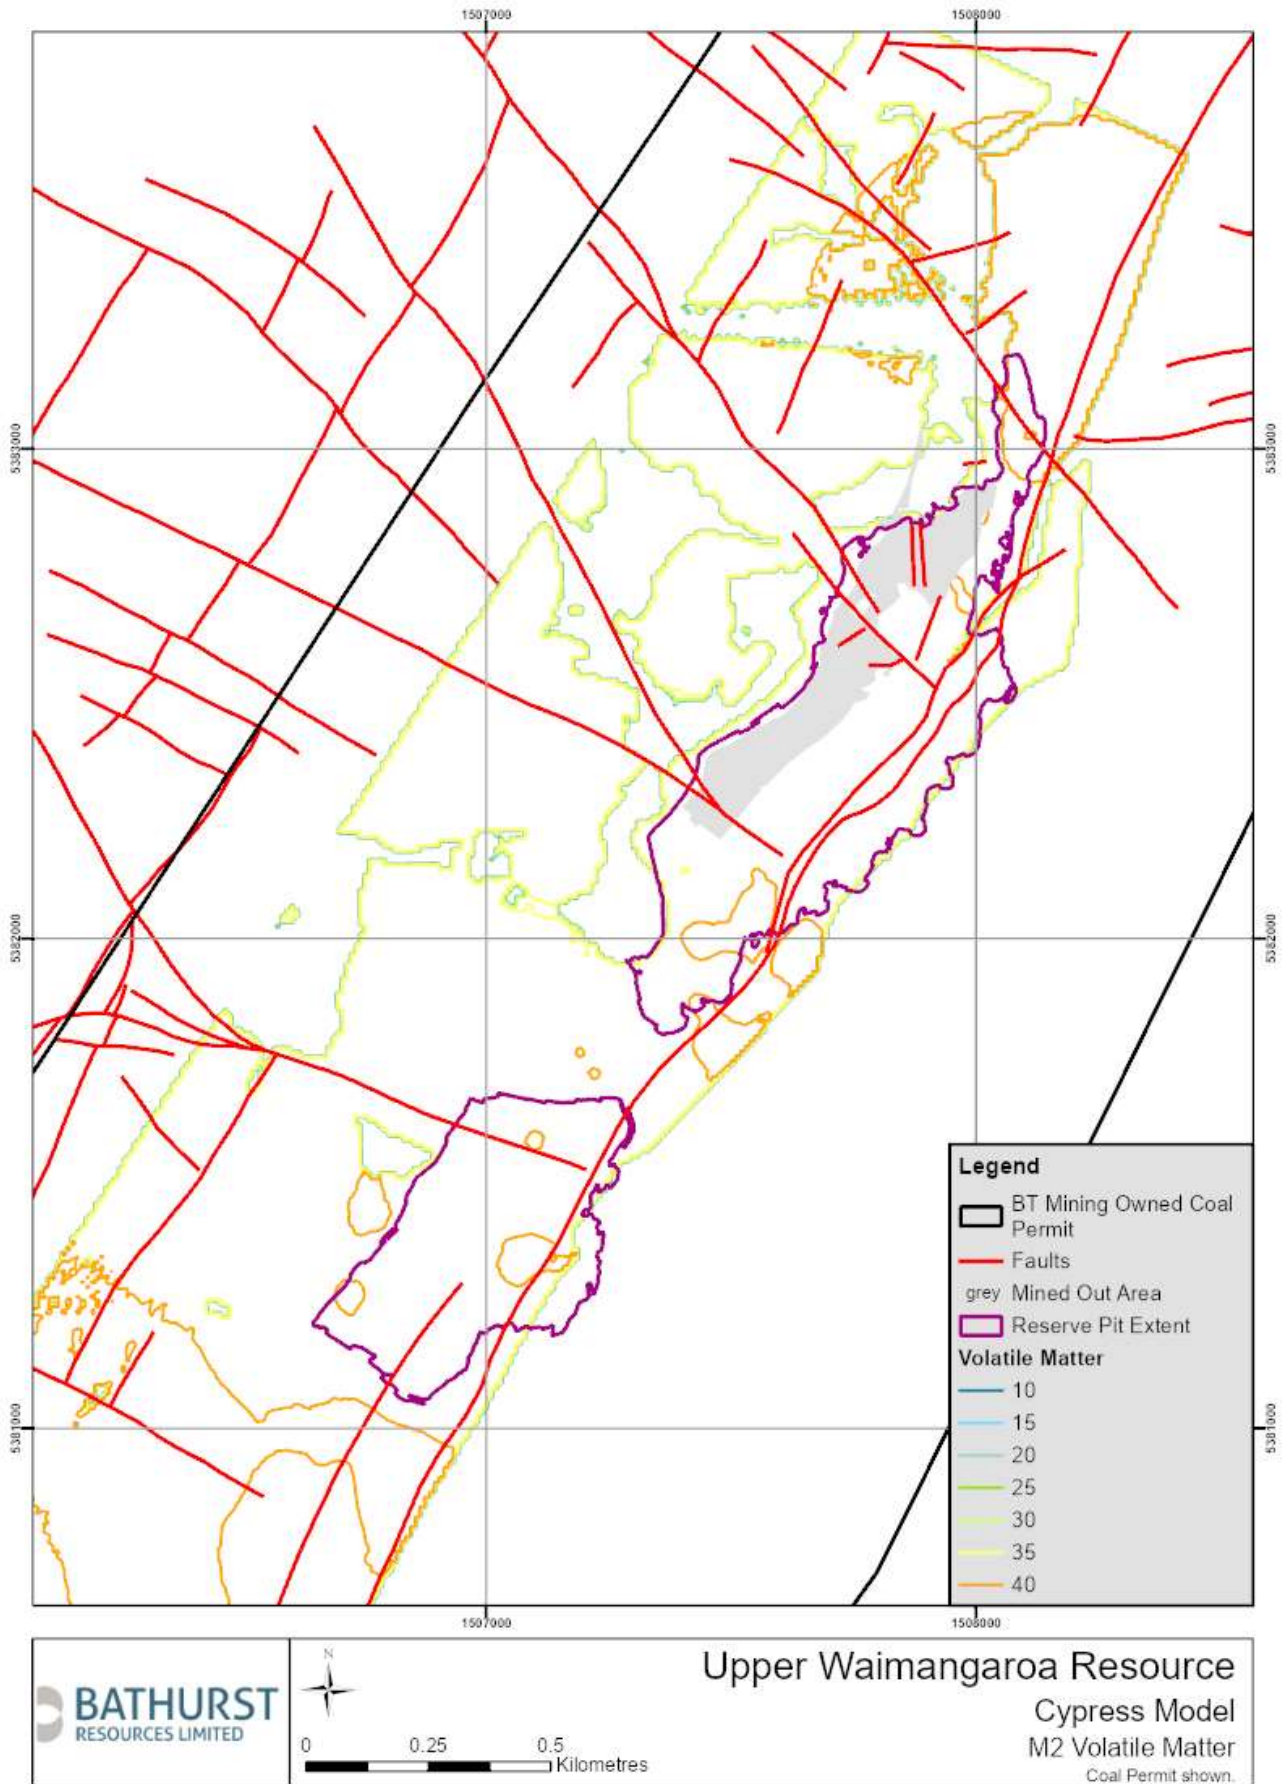 1507000
1508000
5383000
5383000
5382000
5382000
5381000
5381000
Legend
BT Mining Owned Coal
Permit
Faults
grey Mined Out Area
Reserve Pit Extent
Volatile Matter
10
15
20
25
30
35
40
1507000
1508000
BATHURST
RESOURCES LIMITED
N
0 0.25 0.5
Kilometres
Upper Waimangaroa Resource
Cypress Model
M2 Volatile Matter
Coal Permit shown.